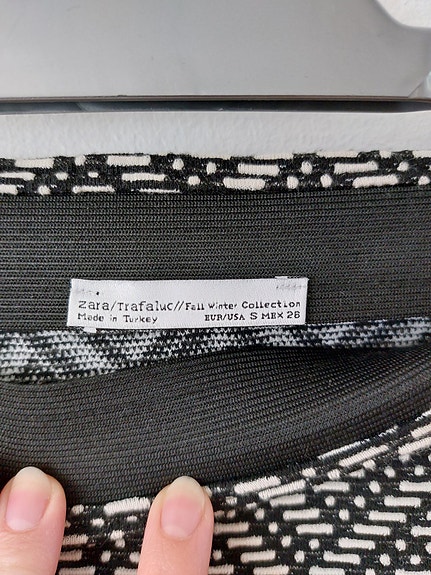 Zara/Trafaluc//Fall Winter Collection
Made in Turkey EUR/USA S MEX 26